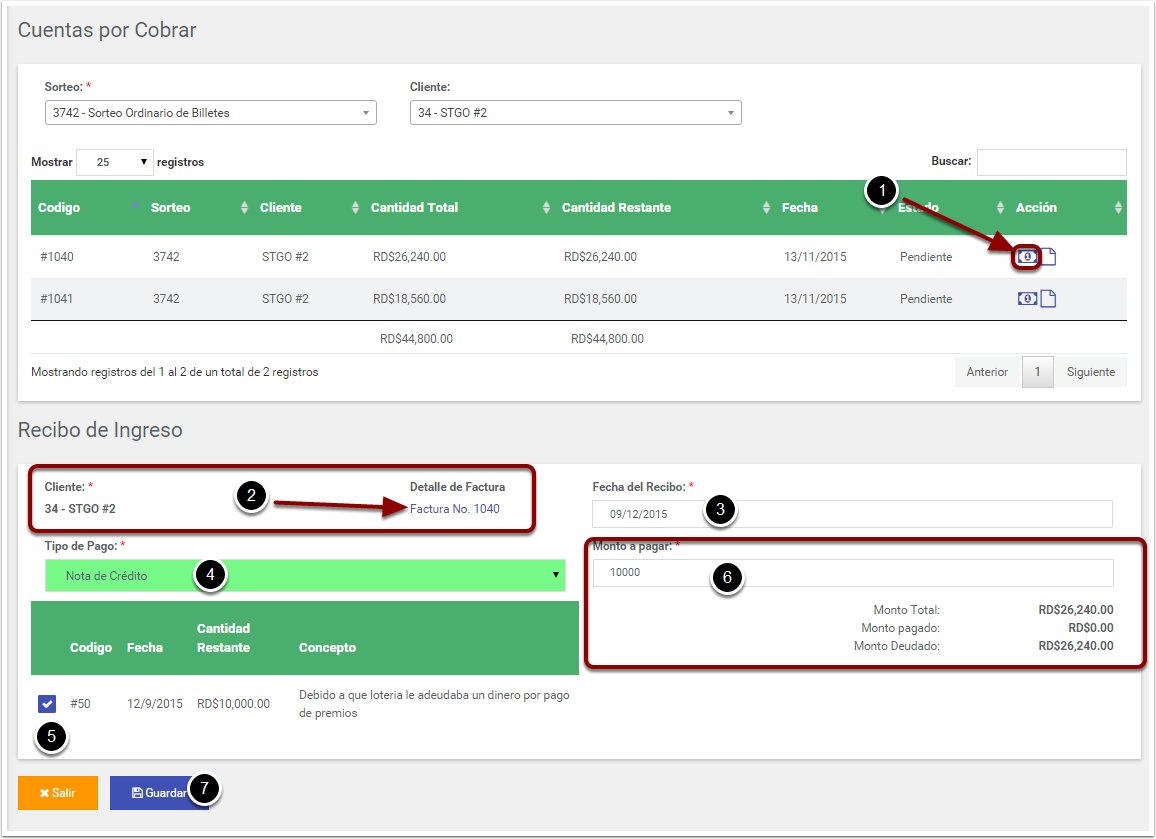 Cuentas por Cobrar
Sorteo: * Cliente:
3742 - Sorteo Ordinario de Billetes 34 - STGO #2
Mostrar 25 registros Buscar:
1
Codigo Sorteo Cliente Cantidad Total Cantidad Restante Fecha Estado Acción
#1040 3742 STGO #2 RD$26,240.00 RD$26,240.00 13/11/2015 Pendiente
#1041 3742 STGO #2 RD$18,560.00 RD$18,560.00 13/11/2015 Pendiente
RD$44,800.00 RD$44,800.00
Mostrando registros del 1 al 2 de un total de 2 registros Anterior 1 Siguiente
Recibo de Ingreso
Cliente: * Detalle de Factura Fecha del Recibo: *
34 - STGO #2 2 Factura No. 1040 09/12/2015 3
Tipo de Pago: * Monto a pagar: *
Nota de Crédito 4 10000 6
Monto Total: RD$26,240.00
Monto pagado: RD$0.00
Monto Deudado: RD$26,240.00
Codigo Fecha Cantidad Restante Concepto
#50 12/9/2015 RD$10,000.00 Debido a que loteria le adeudaba un dinero por pago
de premios
5
Salir Guardar 7